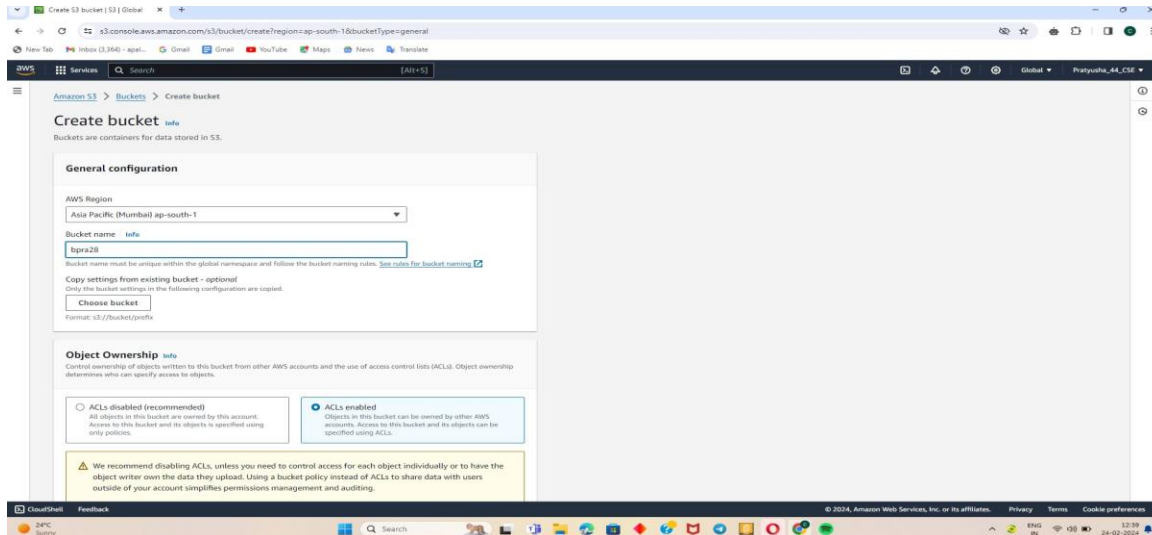 Create S3 bucket | S3 | Global
s3.console.aws.amazon.com/s3/bucket/create?region=ap-south-1&bucketType=general
New Tab Inbox (3,364) - apal... Gmail Gmail YouTube Maps News Translate
aws Services Search [Alt+S] Global Pratyusha_44_CSE
Amazon S3 > Buckets > Create bucket
Create bucket Info
Buckets are containers for data stored in S3.
General configuration
AWS Region
Asia Pacific (Mumbai) ap-south-1
Bucket name Info
bpra28
Bucket name must be unique within the global namespace and follow the bucket naming rules. See rules for bucket naming
Copy settings from existing bucket - optional
Only the bucket settings in the following configuration are copied.
Choose bucket
Format: s3://bucket/prefix
Object Ownership Info
Control ownership of objects written to this bucket from other AWS accounts and the use of access control lists (ACLs). Object ownership
determines who can specify access to objects.
ACLs disabled (recommended)
All objects in this bucket are owned by this account.
Access to this bucket and its objects is specified using
only policies.
ACLs enabled
Objects in this bucket can be owned by other AWS
accounts. Access to this bucket and its objects can be
specified using ACLs.
We recommend disabling ACLs, unless you need to control access for each object individually or to have the
object writer own the data they upload. Using a bucket policy instead of ACLs to share data with users
outside of your account simplifies permissions management and auditing.
CloudShell Feedback © 2024, Amazon Web Services, Inc. or its affiliates. Privacy Terms Cookie preferences
24°C
Sunny
Search
ENG
IN
12:39
24-02-2024